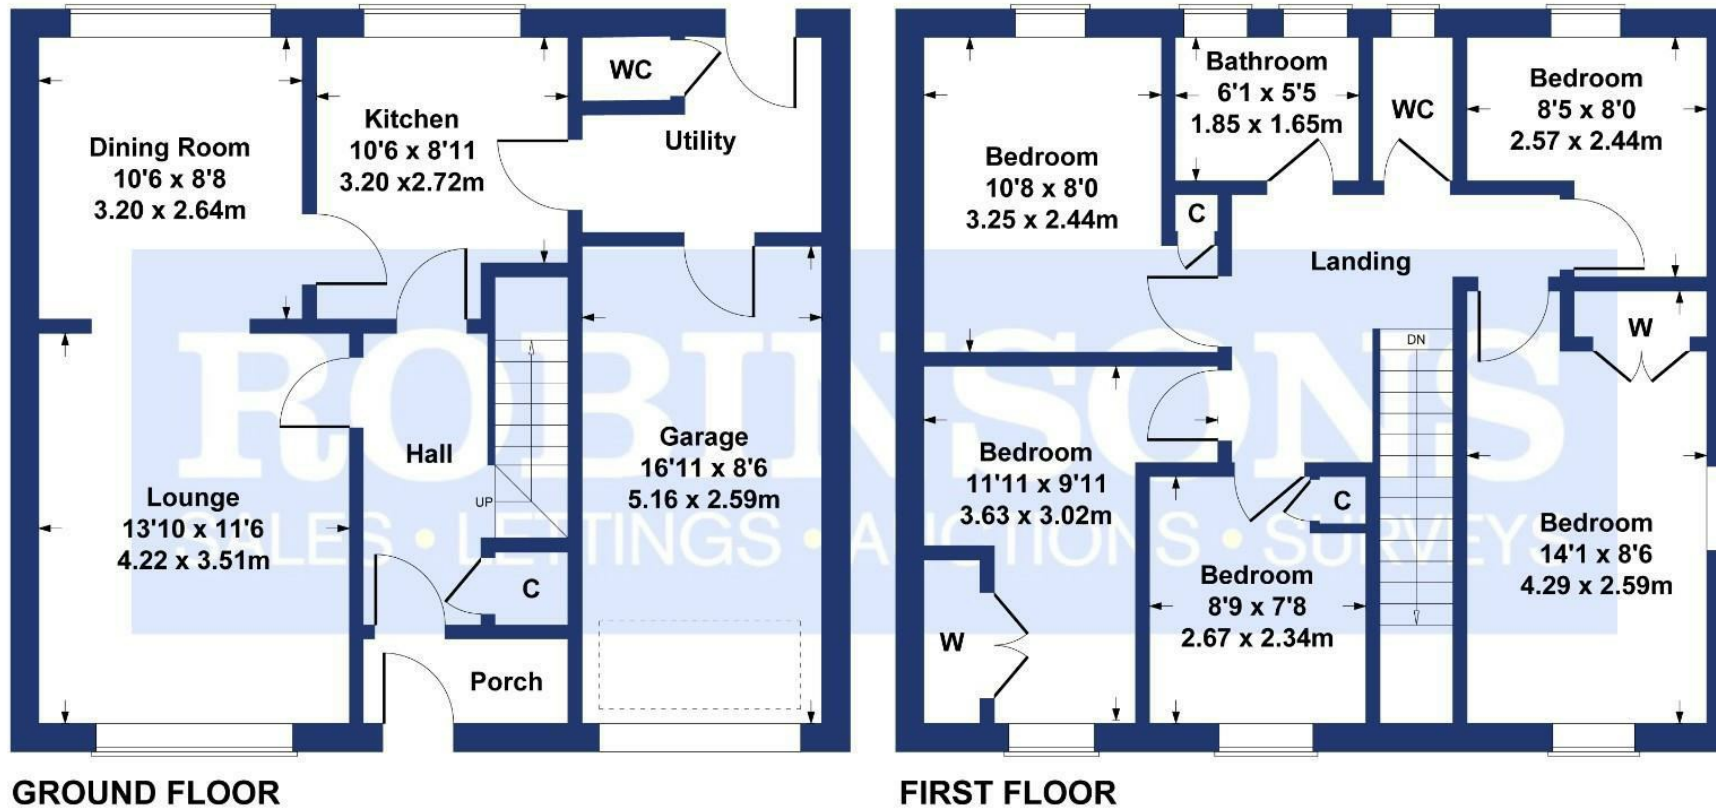 Dining Room
10'6 x 8'8
3.20 x 2.64m
Kitchen
10'6 x 8'11
3.20 x2.72m
WC
Utility
Lounge
13'10 x 11'6
4.22 x 3.51m
Hall
UP
C
Porch
Garage
16'11 x 8'6
5.16 x 2.59m
GROUND FLOOR
Bedroom
10'8 x 8'0
3.25 x 2.44m
Bathroom
6'1 x 5'5
1.85 x 1.65m
WC
Bedroom
8'5 x 8'0
2.57 x 2.44m
C
Landing
DN
W
Bedroom
11'11 x 9'11
3.63 x 3.02m
W
Bedroom
8'9 x 7'8
2.67 x 2.34m
C
Bedroom
14'1 x 8'6
4.29 x 2.59m
FIRST FLOOR
ROBINSONS
SALES • LETTINGS • AUCTIONS • SURVEYS